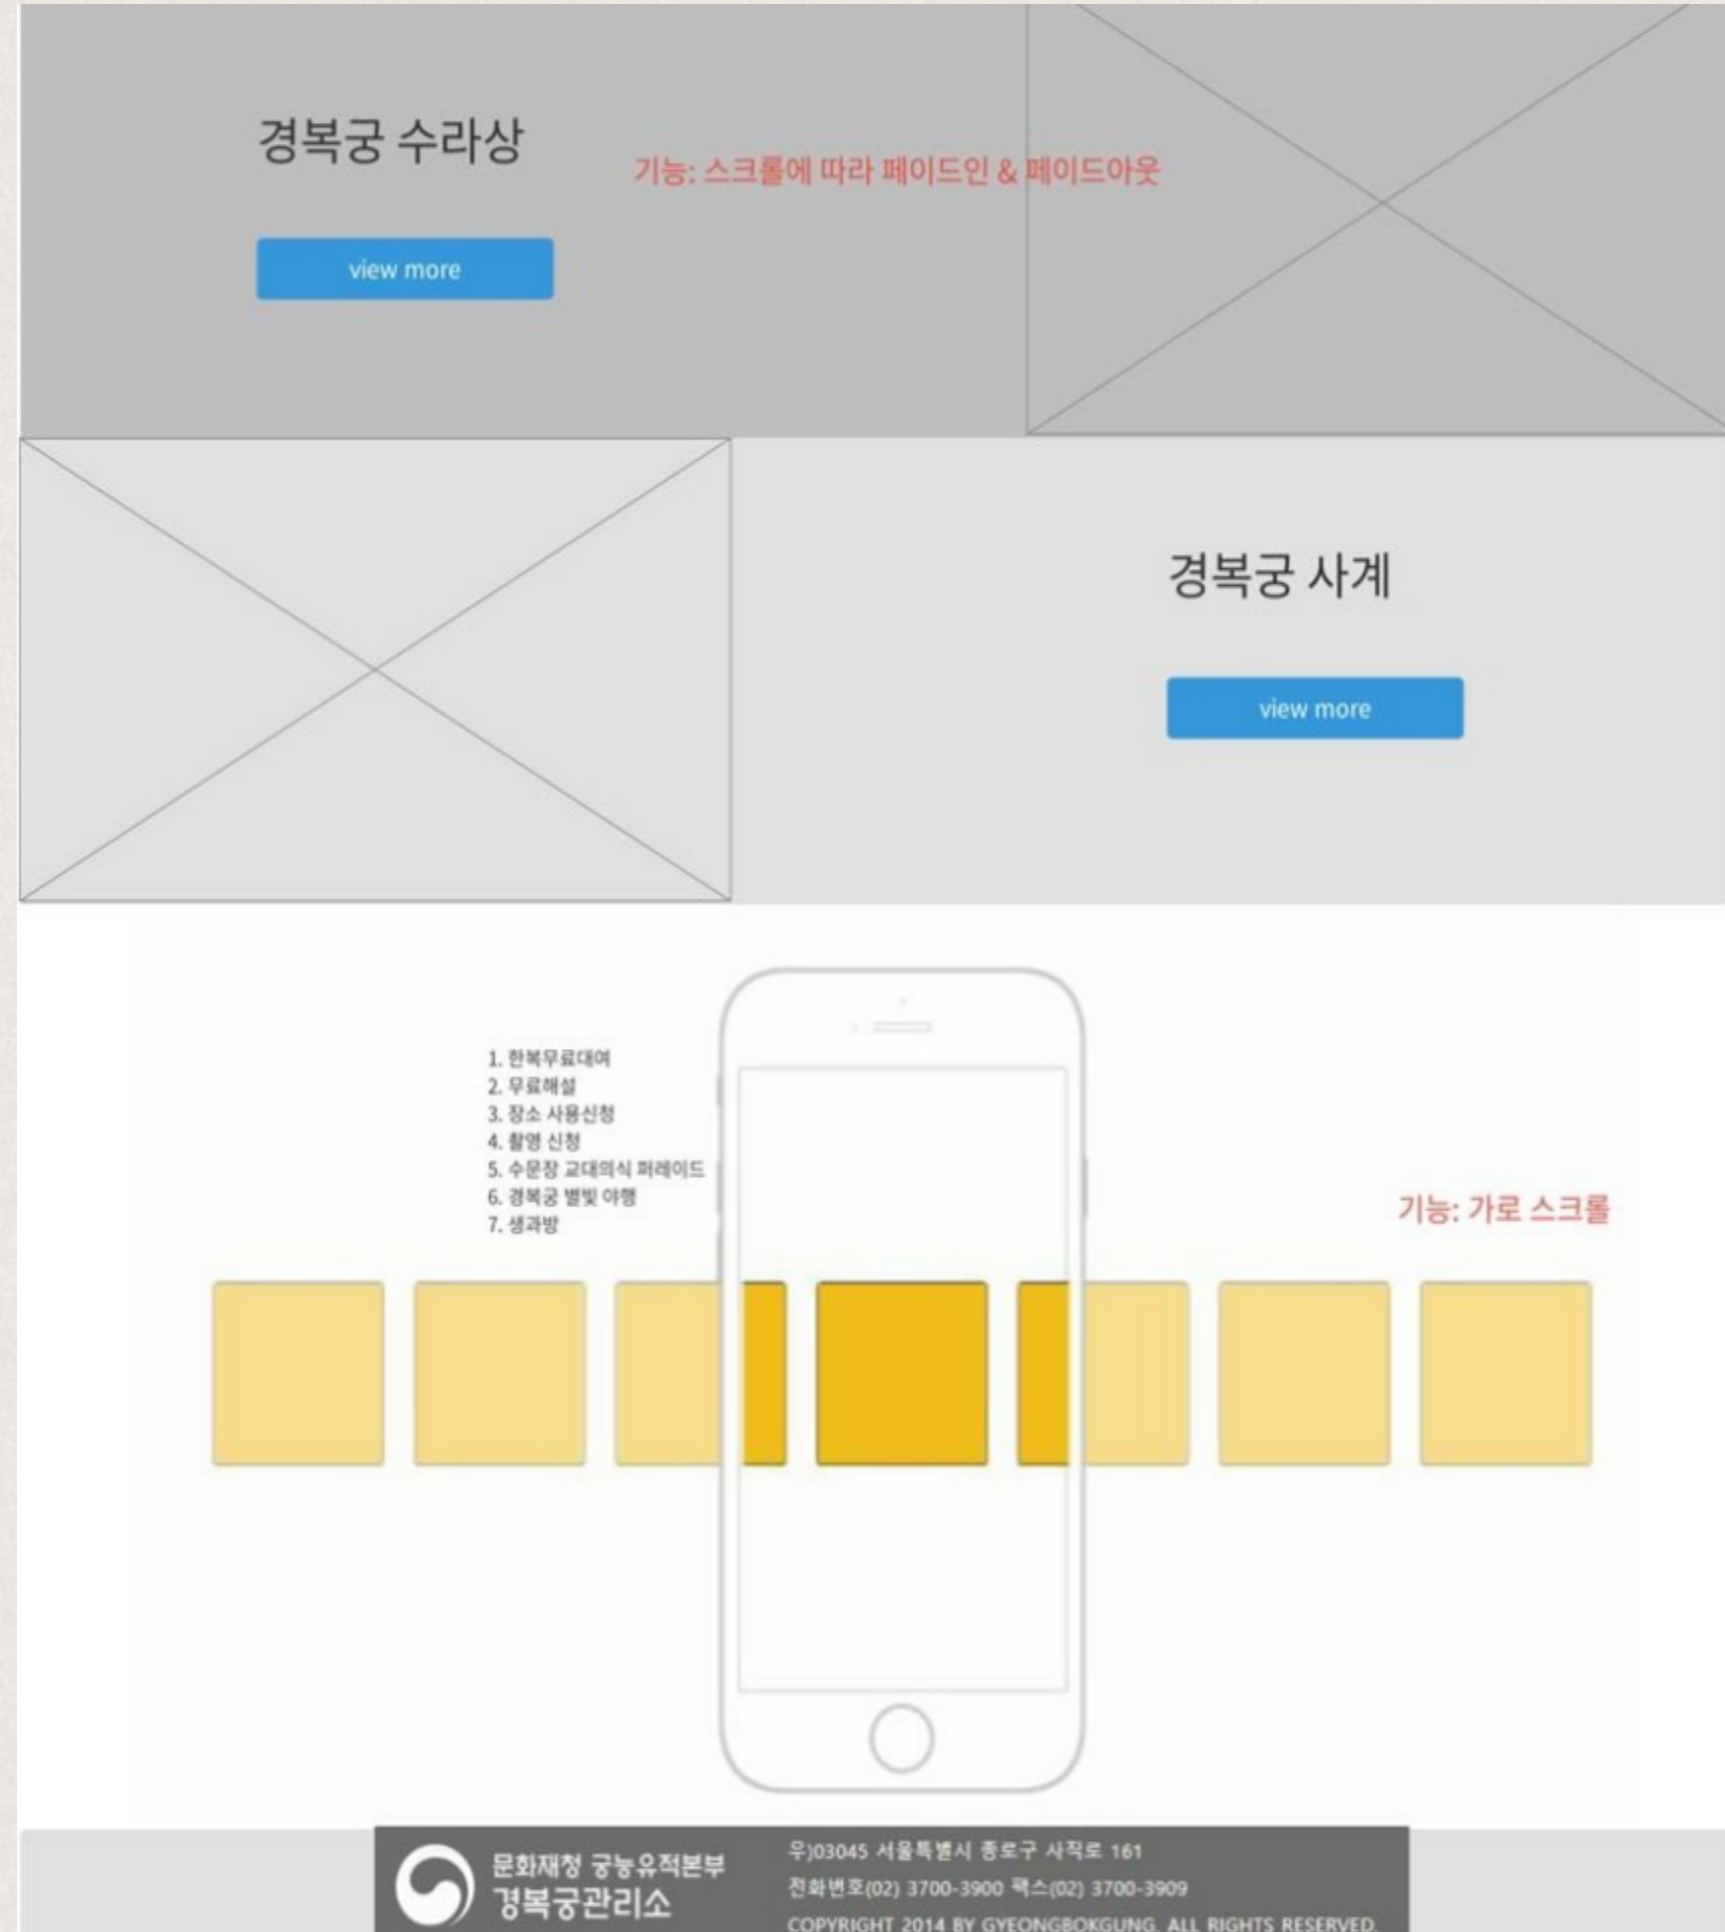 경복궁 수라상
기능: 스크롤에 따라 페이드인 & 페이드아웃
view more
경복궁 사계
view more
1. 한복무료대여
2. 무료해설
3. 장소 사용신청
4. 촬영 신청
5. 수문장 교대의식 퍼레이드
6. 경복궁 별빛 야행
7. 생과방
기능: 가로 스크롤
문화재청 궁능유적본부
경복궁관리소
우)03045 서울특별시 종로구 사직로 161
전화번호(02) 3700-3900 팩스(02) 3700-3909
COPYRIGHT 2014 BY GYEONGBOKGUNG. ALL RIGHTS RESERVED.